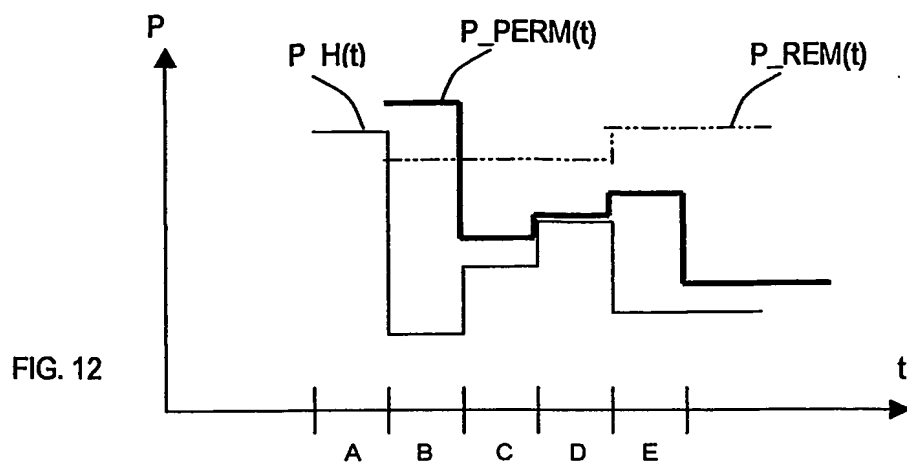 P
P_PERM(t)
P H(t)
P_REM(t)
FIG. 12
t
A B C D E